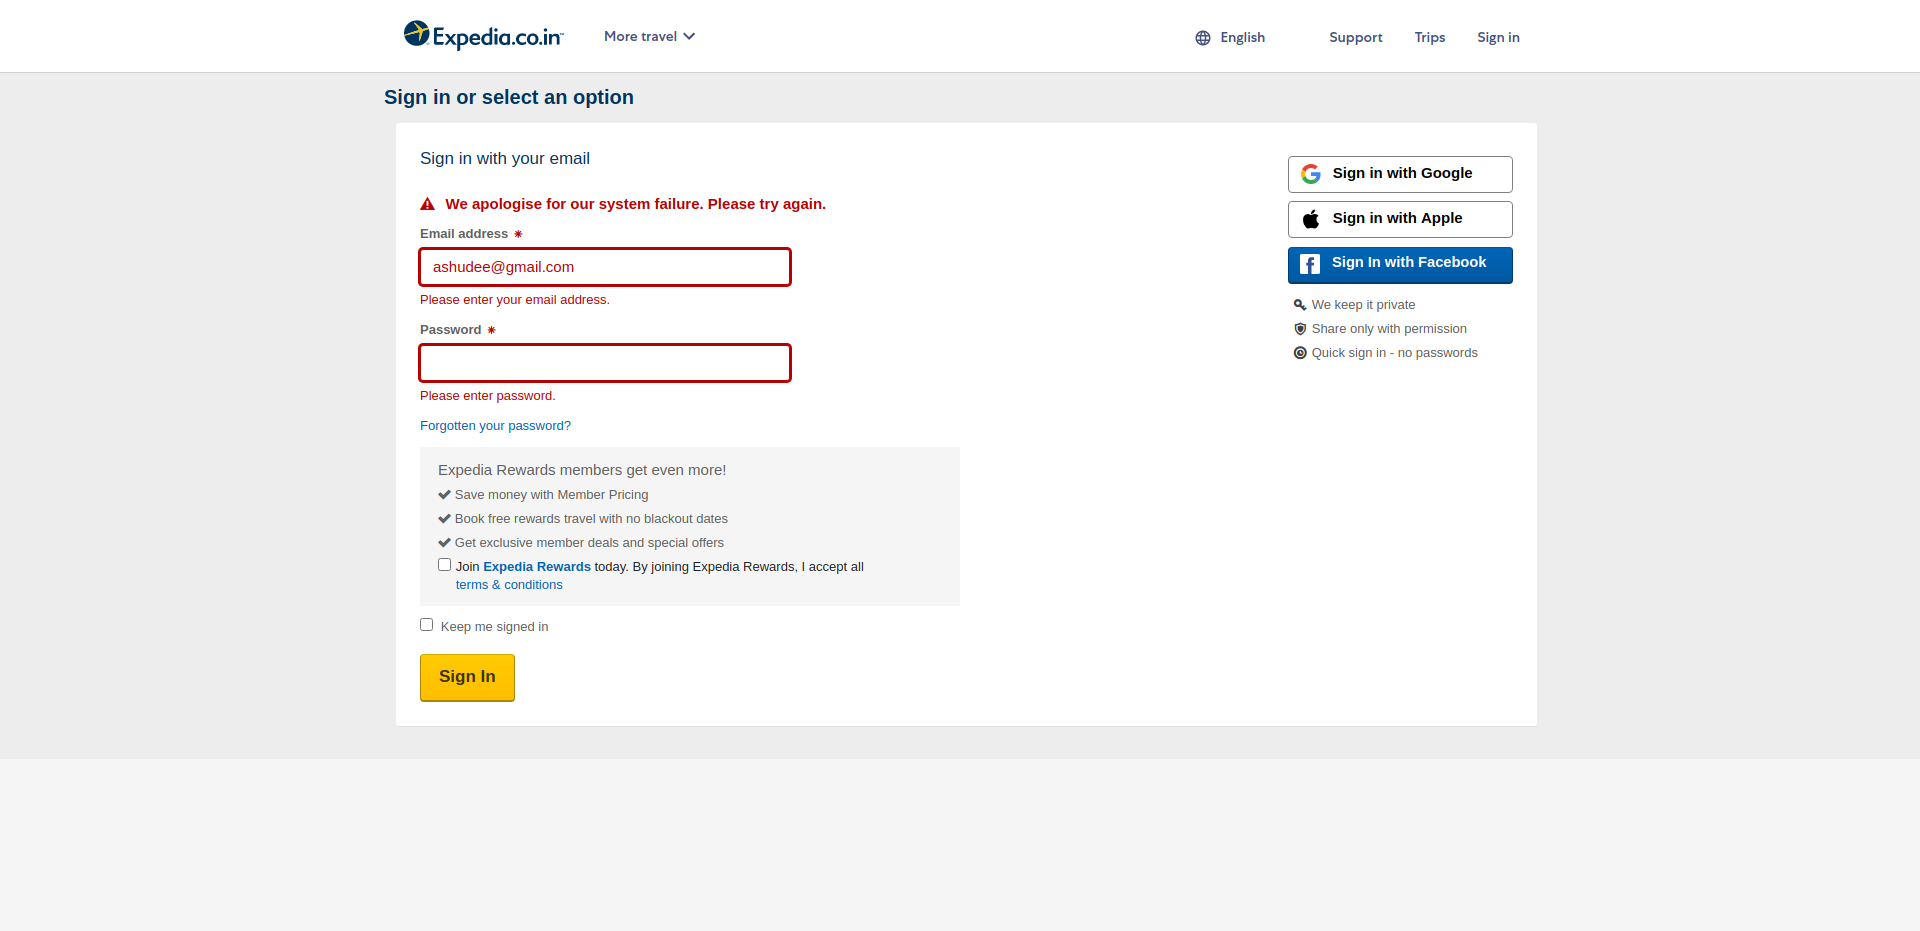 Expedia.co.in™
More travel
English
Support
Trips
Sign in
Sign in or select an option
Sign in with your email
We apologise for our system failure. Please try again.
Email address *
ashudee@gmail.com
Please enter your email address.
Password *
Please enter password.
Forgotten your password?
Expedia Rewards members get even more!
Save money with Member Pricing
Book free rewards travel with no blackout dates
Get exclusive member deals and special offers
Join Expedia Rewards today. By joining Expedia Rewards, I accept all
terms & conditions
Keep me signed in
Sign In
Sign in with Google
Sign in with Apple
Sign In with Facebook
We keep it private
Share only with permission
Quick sign in - no passwords